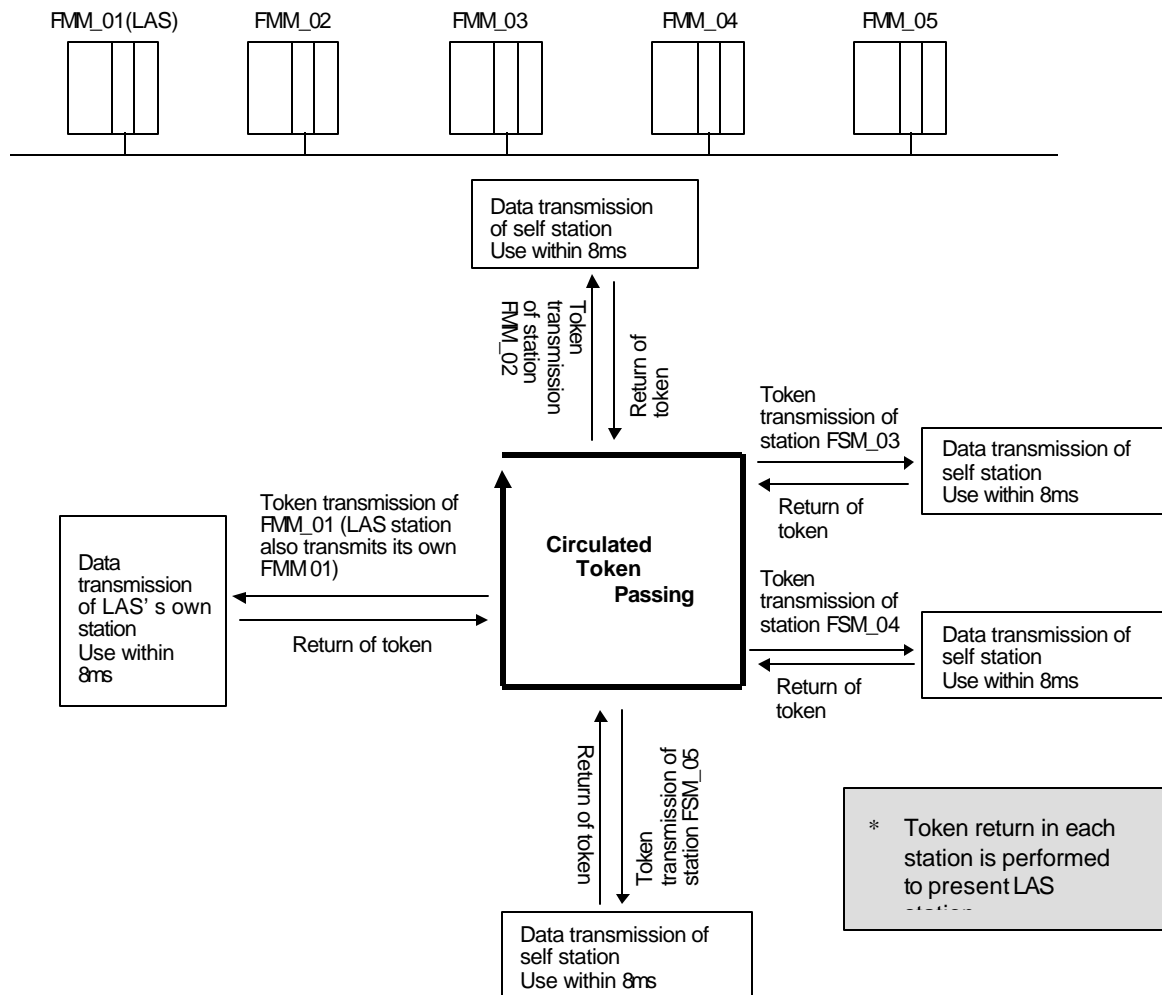 FMM_01(LAS)
FMM_02
FMM_03
FMM_04
FMM_05
Data transmission
of self station
Use within 8ms
Token
transmission
of station
FMM_02
Return of
token
Token
transmission of
station FSM_03
Return of
token
Data transmission of
self station
Use within 8ms
Token transmission of
FMM_01 (LAS station
also transmits its own
FMM 01)
Return of token
Data
transmission
of LAS' s own
station
Use within
8ms
Circulated
Token
Passing
Token
transmission of
station FSM_04
Return of
token
Data transmission of
self station
Use within 8ms
Return of token
Token
transmission of
station FSM_05
Data transmission of
self station
Use within 8ms
* Token return in each
station is performed
to present LAS
station